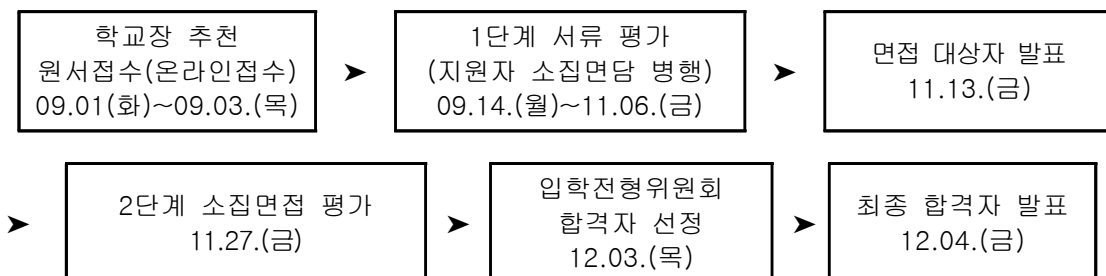 학교장 추천
원서접수(온라인접수)
09.01(화)~09.03.(목)
➤
1단계 서류 평가
(지원자 소집면담 병행)
09.14.(월)~11.06.(금)
➤
면접 대상자 발표
11.13.(금)
➤
2단계 소집면접 평가
11.27.(금)
➤
입학전형위원회
합격자 선정
12.03.(목)
➤
최종 합격자 발표
12.04.(금)